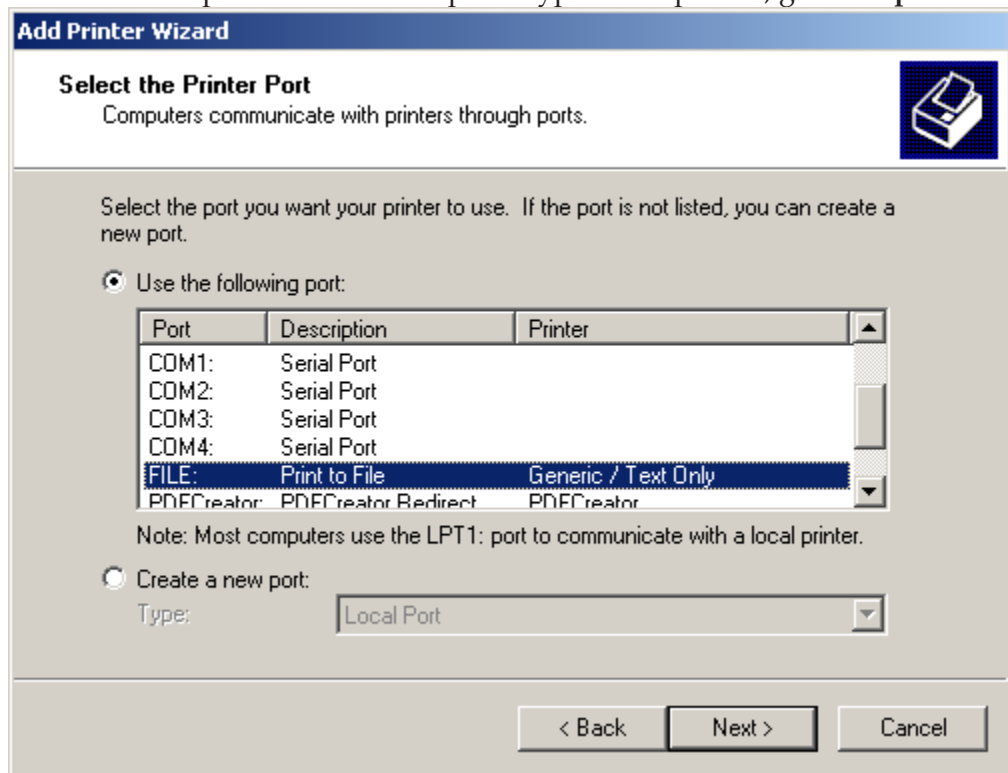 Add Printer Wizard
Select the Printer Port
Computers communicate with printers through ports.
Select the port you want your printer to use. If the port is not listed, you can create a
new port.
Use the following port:
Port Description Printer
COM1: Serial Port
COM2: Serial Port
COM3: Serial Port
COM4: Serial Port
FILE: Print to File Generic / Text Only
PDFCreator: PDFCreator Redirect PDFCreator
Note: Most computers use the LPT1: port to communicate with a local printer.
Create a new port:
Type: Local Port
< Back Next > Cancel